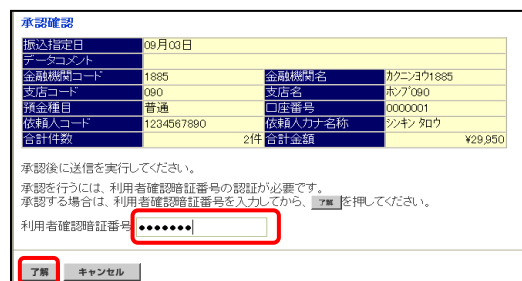 承認確認
振込指定日 09月03日
データコメント
金融機関コード 1885 金融機関名 カクニンヨウ1885
支店コード 090 支店名 ホンブ090
預金種目 普通 口座番号 0000001
依頼人コード 1234567890 依頼人カナ名称 シンキン タロウ
合計件数 2件 合計金額 ¥29,950
承認後に送信を実行してください。
承認を行うには、利用者確認暗証番号の認証が必要です。
承認する場合は、利用者確認暗証番号を入力してから、 了解 を押してください。
利用者確認暗証番号 ●●●●●●●
了解 キャンセル